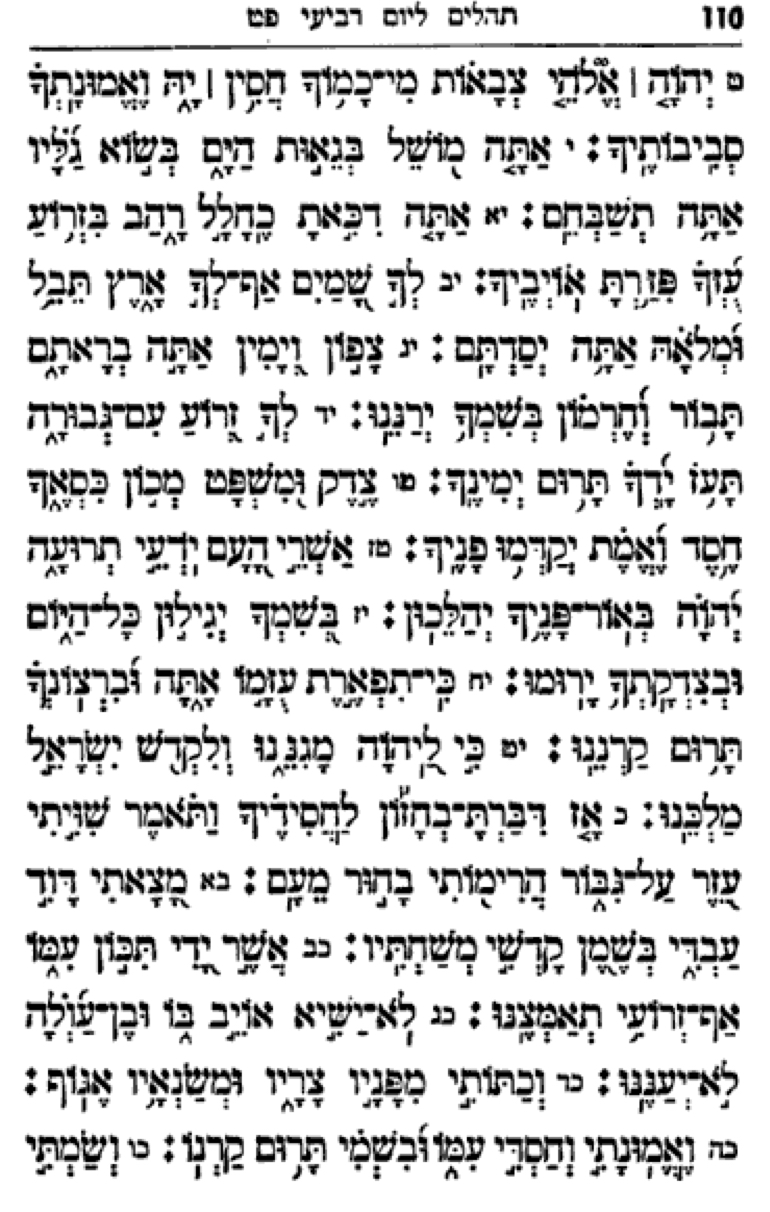 110 תהלים ליום רביעי פט
ט יְהוָה | אֱלֹהֵי צְבָאוֹת מִי־כָמוֹךָ חֲסִין | יָהּ וֶאֱמוּנָתְךָ
סְבִיבוֹתֶיךָ: י אַתָּה מוֹשֵׁל בְּגֵאוּת הַיָּם בְּשׂוֹא גַלָּיו
אַתָּה תְשַׁבְּחֵם: יא אַתָּה דִכִּאתָ כֶחָלָל רָהַב בִּזְרוֹעַ
עֻזְּךָ פִּזַּרְתָּ אוֹיְבֶיךָ: יב לְךָ שָׁמַיִם אַף־לְךָ אָרֶץ תֵּבֵל
וּמְלֹאָהּ אַתָּה יְסַדְתָּם: יג צָפוֹן וְיָמִין אַתָּה בְרָאתָם
תָּבוֹר וְחֶרְמוֹן בְּשִׁמְךָ יְרַנֵּנוּ: יד לְךָ זְרוֹעַ עִם־גְּבוּרָה
תָּעֹז יָדְךָ תָּרוּם יְמִינֶךָ: טו צֶדֶק וּמִשְׁפָּט מְכוֹן כִּסְאֶךָ
חֶסֶד וֶאֱמֶת יְקַדְּמוּ פָנֶיךָ: טז אַשְׁרֵי הָעָם יֹדְעֵי תְרוּעָה
יְהוָה בְּאוֹר־פָּנֶיךָ יְהַלֵּכוּן: יז בְּשִׁמְךָ יְגִילוּן כָּל־הַיּוֹם
וּבְצִדְקָתְךָ יָרוּמוּ: יח כִּי־תִפְאֶרֶת עֻזָּמוֹ אָתָּה וּבִרְצוֹנְךָ
תָּרוּם קַרְנֵנוּ: יט כִּי לַיהוָה מָגִנֵּנוּ וְלִקְדוֹשׁ יִשְׂרָאֵל
מַלְכֵּנוּ: כ אָז דִּבַּרְתָּ־בְחָזוֹן לַחֲסִידֶיךָ וַתֹּאמֶר שִׁוִּיתִי
עֵזֶר עַל־גִּבּוֹר הֲרִימוֹתִי בָחוּר מֵעָם: כא מָצָאתִי דָּוִד
עַבְדִּי בְּשֶׁמֶן קָדְשִׁי מְשַׁחְתִּיו: כב אֲשֶׁר יָדִי תִּכּוֹן עִמּוֹ
אַף־זְרוֹעִי תְאַמְּצֶנּוּ: כג לֹא־יַשִּׁיא אוֹיֵב בּוֹ וּבֶן־עַוְלָה
לֹא־יְעַנֶּנּוּ: כד וְכַתּוֹתִי מִפָּנָיו צָרָיו וּמְשַׂנְאָיו אֶגּוֹף:
כה וֶאֱמוּנָתִי וְחַסְדִּי עִמּוֹ וּבִשְׁמִי תָּרוּם קַרְנוֹ: כו וְשַׂמְתִּי